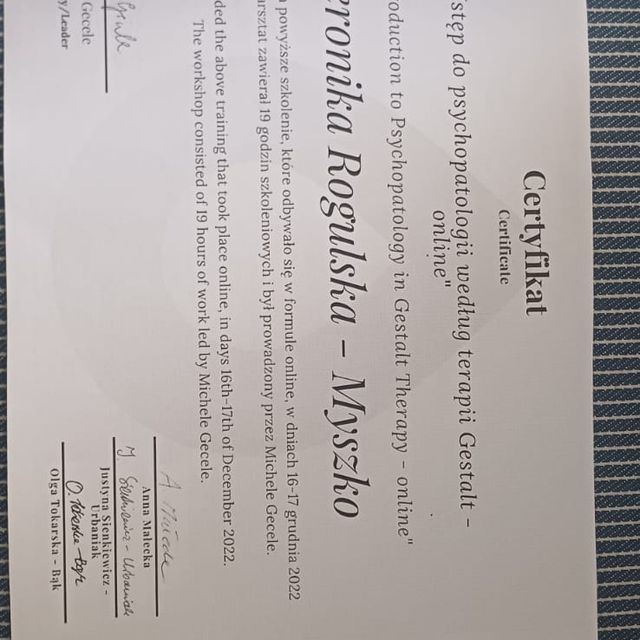 Certyfikat
Certificate
stęp do psychopatologii według terapii Gestalt -
online"
roduction to Psychopatology in Gestalt Therapy - online"
eronika Rogulska - Myszko
powyższe szkolenie, które odbywało się w formule online, w dniach 16-17 grudnia 2022
arsztat zawierał 19 godzin szkoleniowych i był prowadzony przez Michele Gecele.
ded the above training that took place online, in days 16th-17th of December 2022.
The workshop consisted of 19 hours of work led by Michele Gecele.
Gecele
y/Leader
Anna Małecka
Justyna Sienkiewicz -
Urbaniak
Olga Tokarska - Bąk